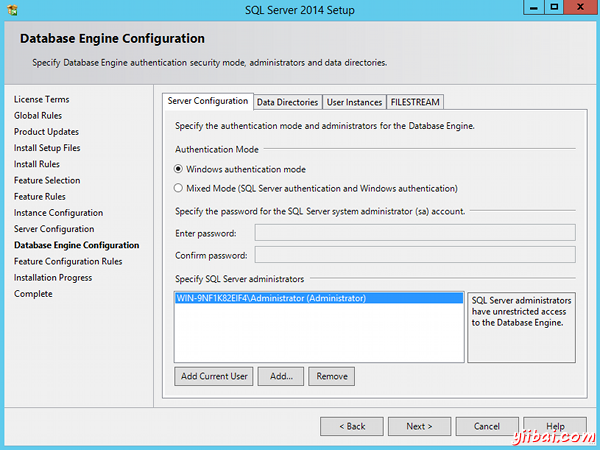 SQL Server 2014 Setup
Database Engine Configuration
Specify Database Engine authentication security mode, administrators and data directories.
License Terms
Global Rules
Product Updates
Install Setup Files
Install Rules
Feature Selection
Feature Rules
Instance Configuration
Server Configuration
Database Engine Configuration
Feature Configuration Rules
Installation Progress
Complete
Server Configuration Data Directories User Instances FILESTREAM
Specify the authentication mode and administrators for the Database Engine.
Authentication Mode
Windows authentication mode
Mixed Mode (SQL Server authentication and Windows authentication)
Specify the password for the SQL Server system administrator (sa) account.
Enter password:
Confirm password:
Specify SQL Server administrators
WIN-9NF1K82EIF4\Administrator (Administrator)
SQL Server administrators
have unrestricted access
to the Database Engine.
Add Current User Add... Remove
< Back Next > Cancel Help
yiibai.com